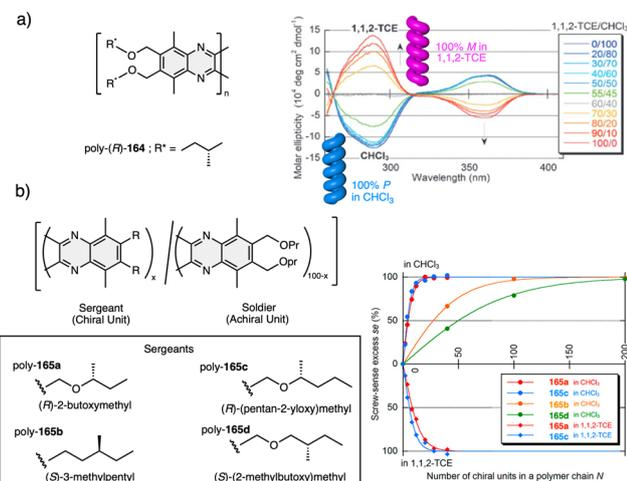 a)
R*
O
O
R*
N
N
n
poly-(R)-164 ; R* =
Molar ellipticity (10⁴ deg cm² dmol⁻¹)
15
10
5
0
-5
-10
-15
1,1,2-TCE
100% M in
1,1,2-TCE
CHCl₃
100% P
in CHCl₃
300
350
400
Wavelength (nm)
1,1,2-TCE/CHCl₃
0/100
20/80
30/70
40/60
50/50
55/45
60/40
70/30
80/20
90/10
100/0
b)
N
N
R
R
x
N
N
OPr
Opr
100-x
Sergeant
(Chiral Unit)
Soldier
(Achiral Unit)
Sergeants
poly-165a
O
(R)-2-butoxymethyl
poly-165c
O
(R)-(pentan-2-yloxy)methyl
poly-165b
(S)-3-methylpentyl
poly-165d
O
(S)-(2-methylbutoxy)methyl
in CHCl₃
Screw-sense excess se (%)
100
50
0
50
100
0
50
100
150
200
165a in CHCl₃
165c in CHCl₃
165b in CHCl₃
165d in CHCl₃
165a in 1,1,2-TCE
165c in 1,1,2-TCE
in 1,1,2-TCE
Number of chiral units in a polymer chain N